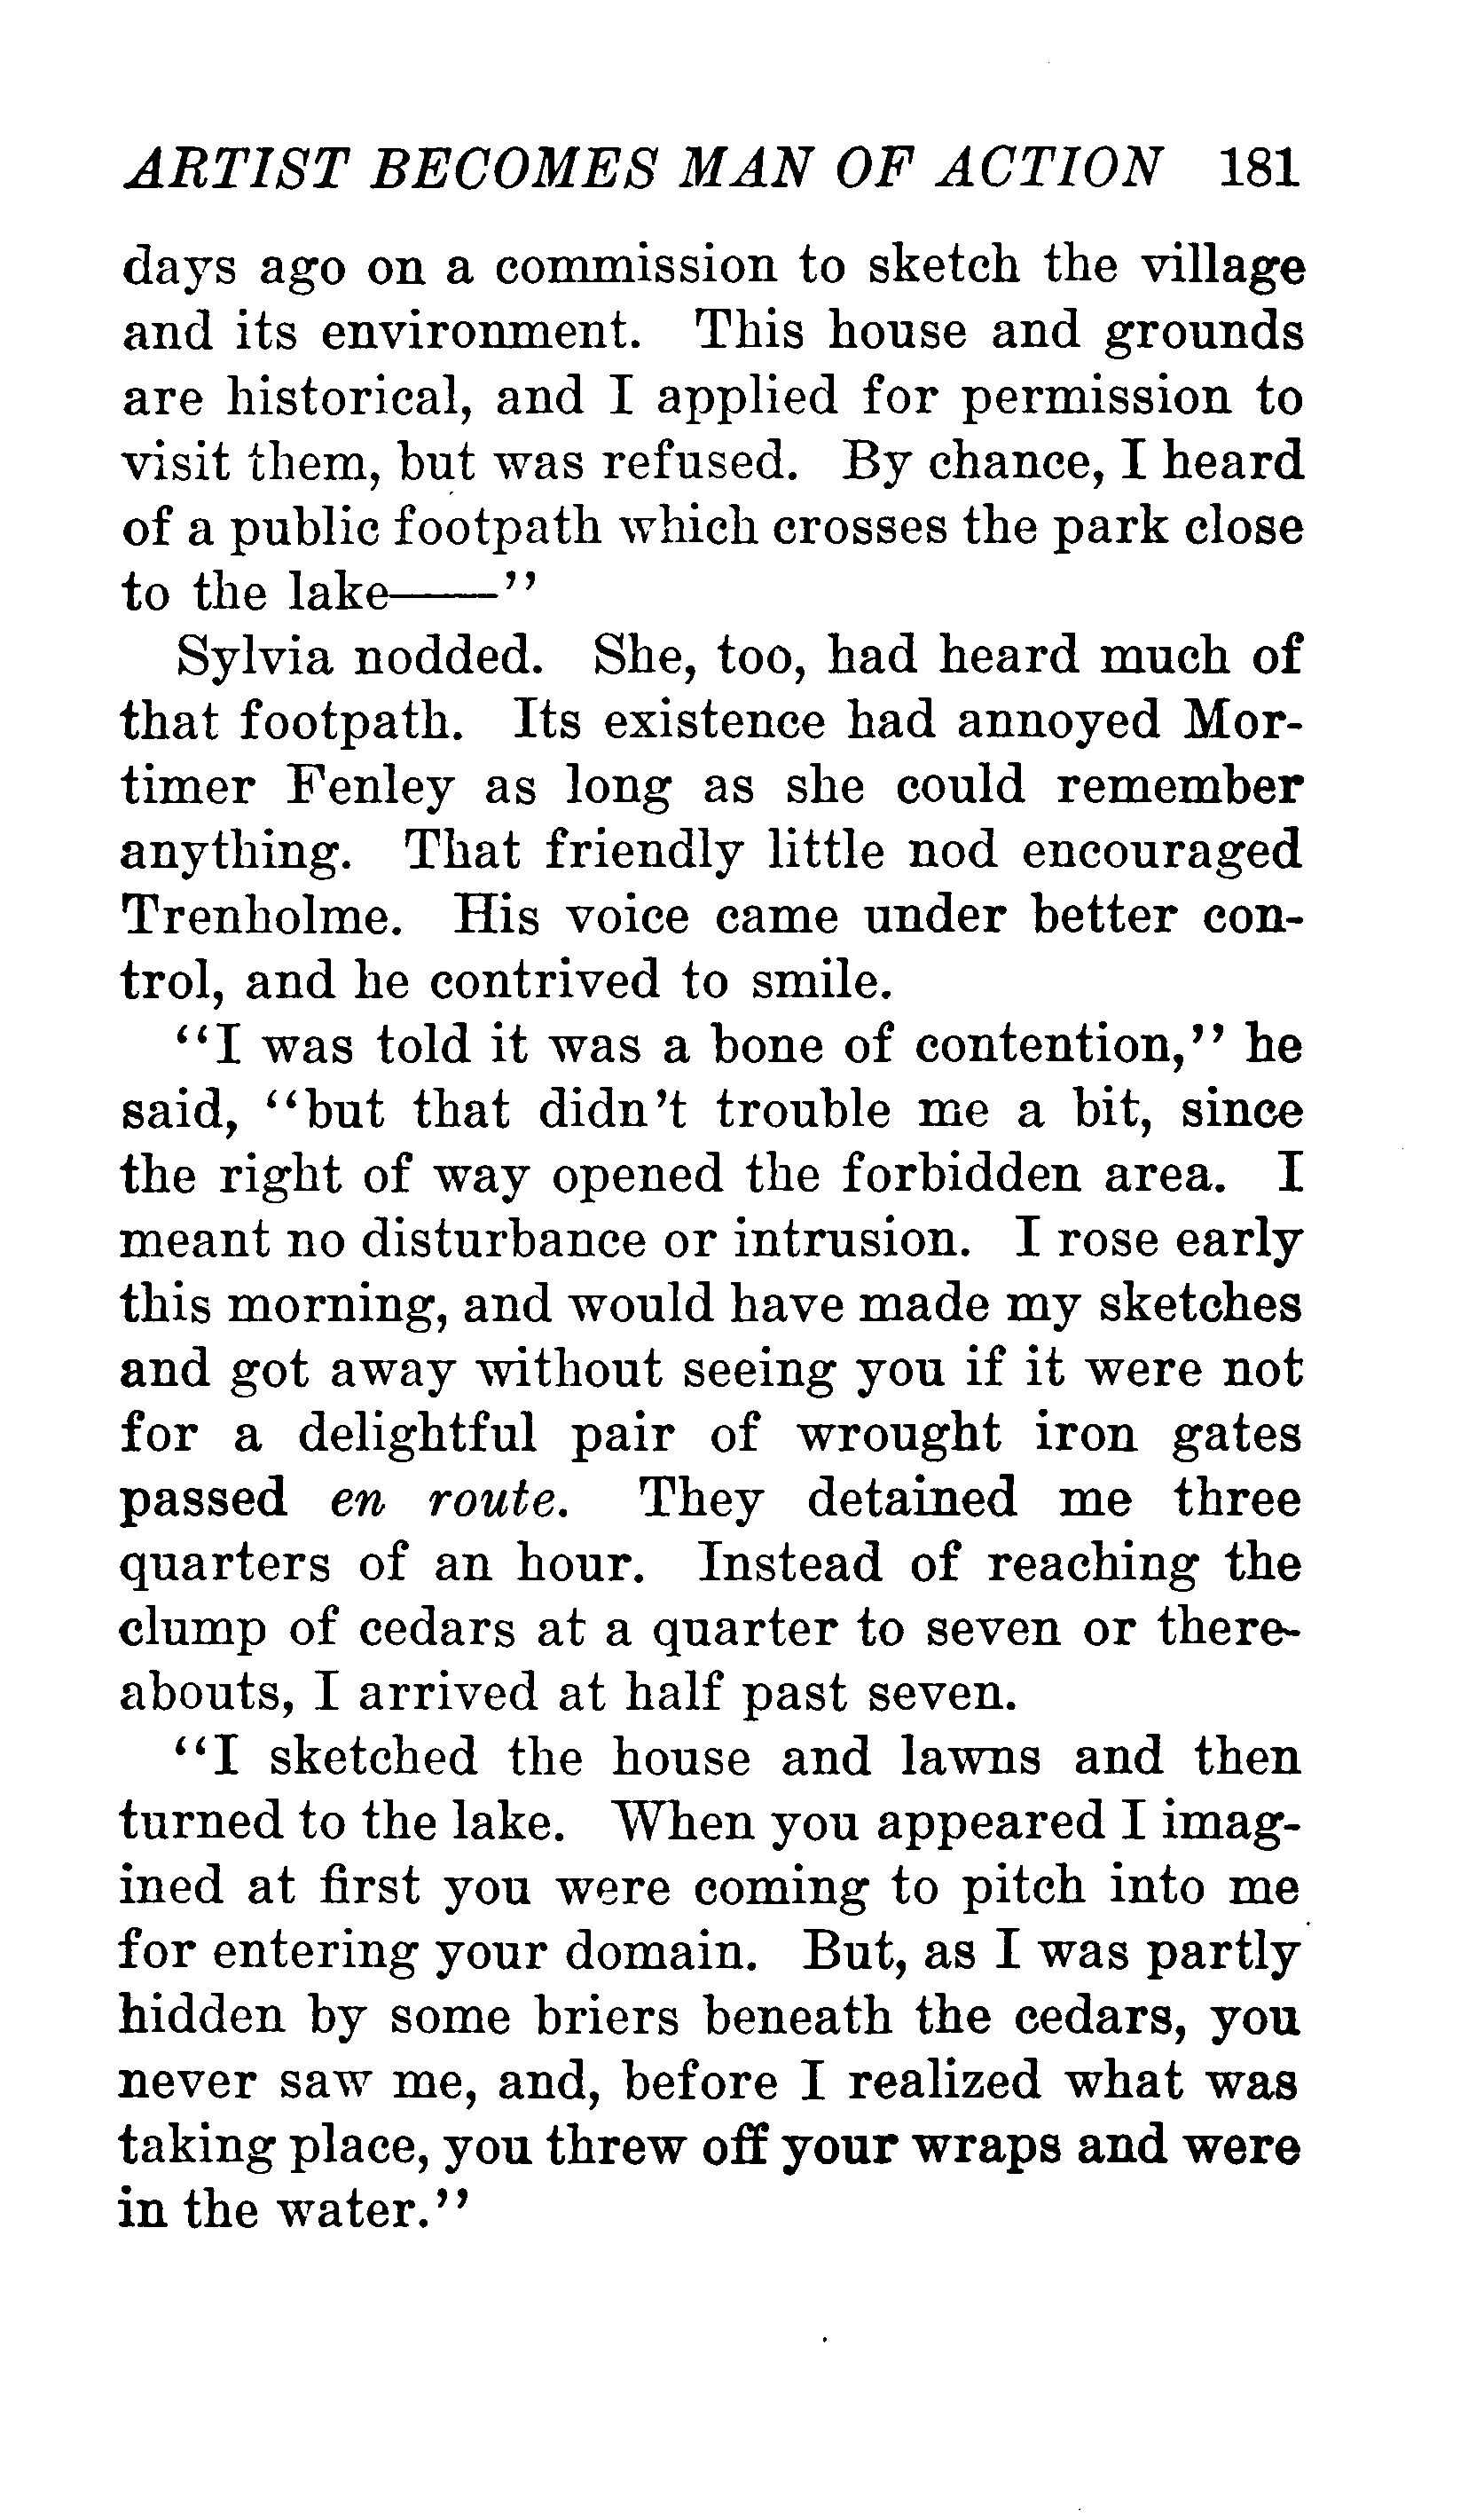 ARTIST BECOMES MAN OF ACTION 181
days ago on a commission to sketch the village
and its environment. This house and grounds
are historical, and I applied for permission to
visit them, but was refused. By chance, I heard
of a public footpath which crosses the park close
to the lake——"
Sylvia nodded. She, too, had heard much of
that footpath. Its existence had annoyed Mor-
timer Fenley as long as she could remember
anything. That friendly little nod encouraged
Trenholme. His voice came under better con-
trol, and he contrived to smile.
"I was told it was a bone of contention," he
said, "but that didn't trouble me a bit, since
the right of way opened the forbidden area. I
meant no disturbance or intrusion. I rose early
this morning, and would have made my sketches
and got away without seeing you if it were not
for a delightful pair of wrought iron gates
passed en route. They detained me three
quarters of an hour. Instead of reaching the
clump of cedars at a quarter to seven or there-
abouts, I arrived at half past seven.
"I sketched the house and lawns and then
turned to the lake. When you appeared I imag-
ined at first you were coming to pitch into me
for entering your domain. But, as I was partly
hidden by some briers beneath the cedars, you
never saw me, and, before I realized what was
taking place, you threw off your wraps and were
in the water."